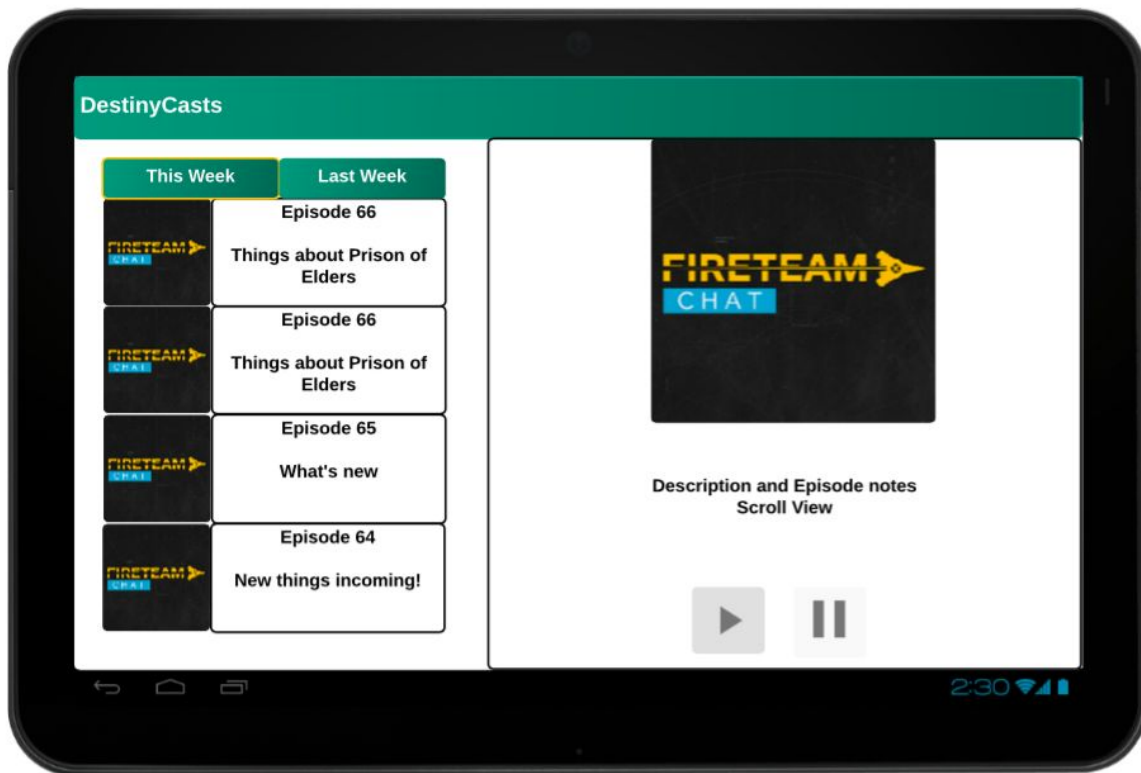 DestinyCasts
This Week
Last Week
FIRETEAM
CHAT
Episode 66
Things about Prison of
Elders
FIRETEAM
CHAT
Episode 66
Things about Prison of
Elders
FIRETEAM
CHAT
Episode 65
What's new
FIRETEAM
CHAT
Episode 64
New things incoming!
FIRETEAM
CHAT
Description and Episode notes
Scroll View
2:30